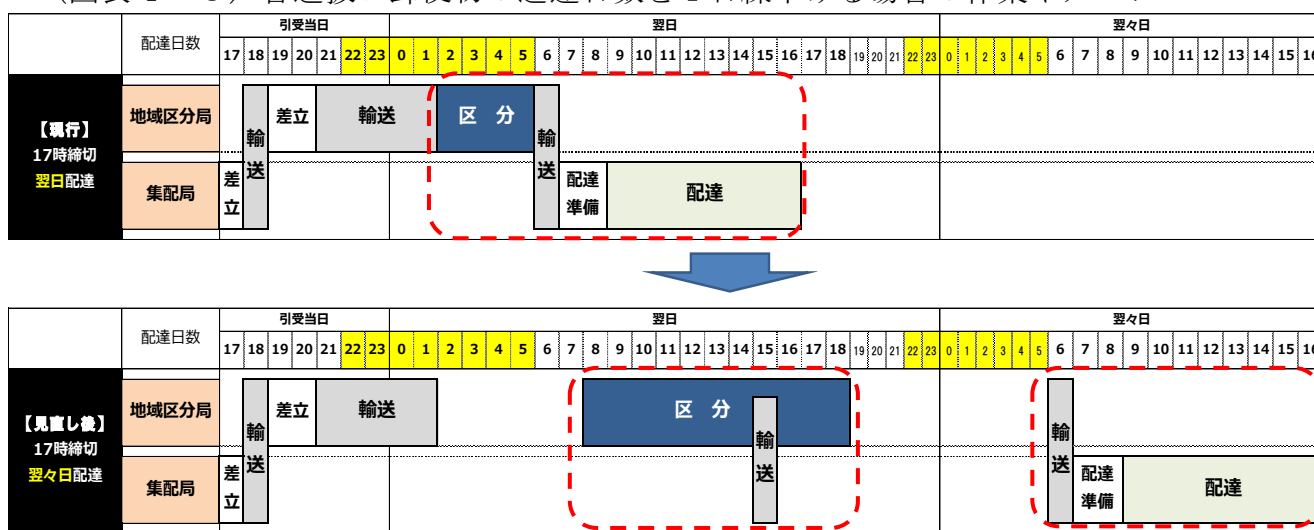 配達日数
引受当日 翌日 翌々日
17 18 19 20 21 22 23 0 1 2 3 4 5 6 7 8 9 10 11 12 13 14 15 16 17 18 19 20 21 22 23 0 1 2 3 4 5 6 7 8 9 10 11 12 13 14 15
【現行】
17時締切
翌日配達
地域区分局
集配局
差立
輸送
差立
輸送
区 分
輸送
配達
準備
配達
配達日数
引受当日 翌日 翌々日
17 18 19 20 21 22 23 0 1 2 3 4 5 6 7 8 9 10 11 12 13 14 15 16 17 18 19 20 21 22 23 0 1 2 3 4 5 6 7 8 9 10 11 12 13 14 15
【見直し後】
17時締切
翌々日配達
地域区分局
集配局
差立
輸送
差立
輸送
区 分
輸送
輸送
配達
準備
配達